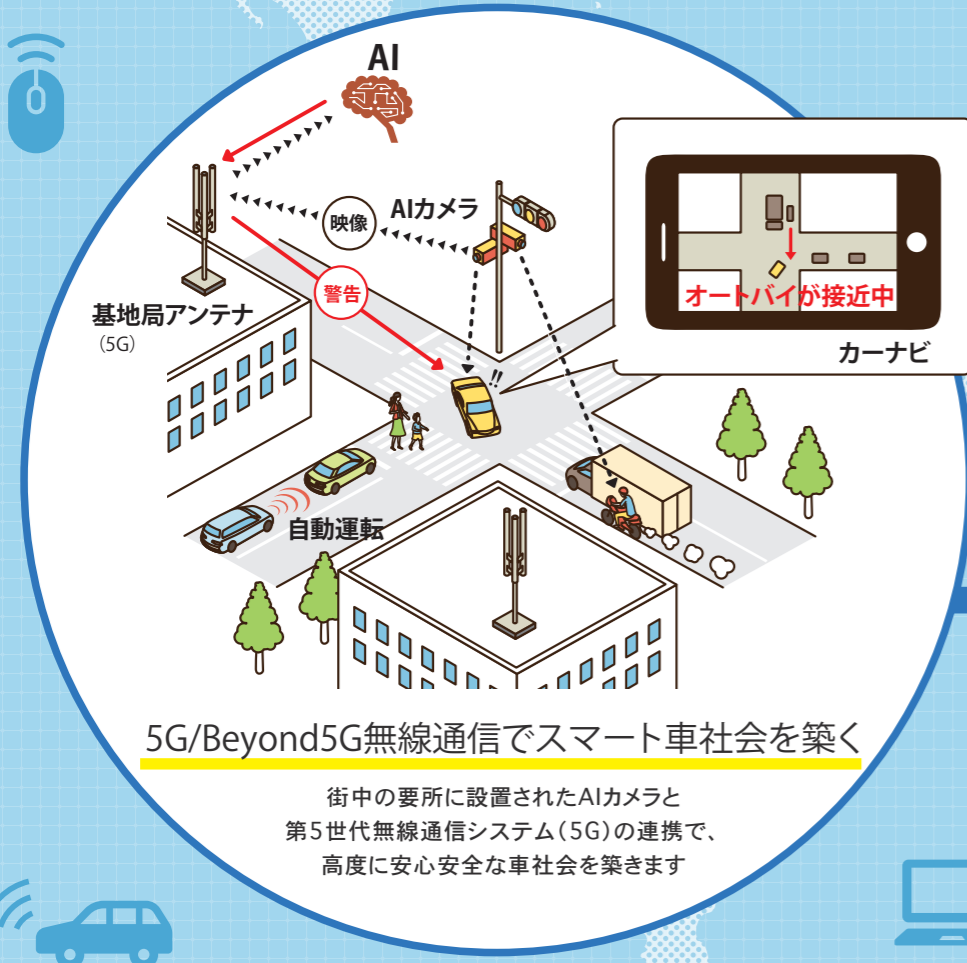 AI
AIカメラ
映像
警告
基地局アンテナ
(5G)
!!
オートバイが接近中
カーナビ
自動運転
5G/Beyond5G無線通信でスマート車社会を築く
街中の要所に設置されたAIカメラと
第5世代無線通信システム(5G)の連携で、
高度に安心安全な車社会を築きます